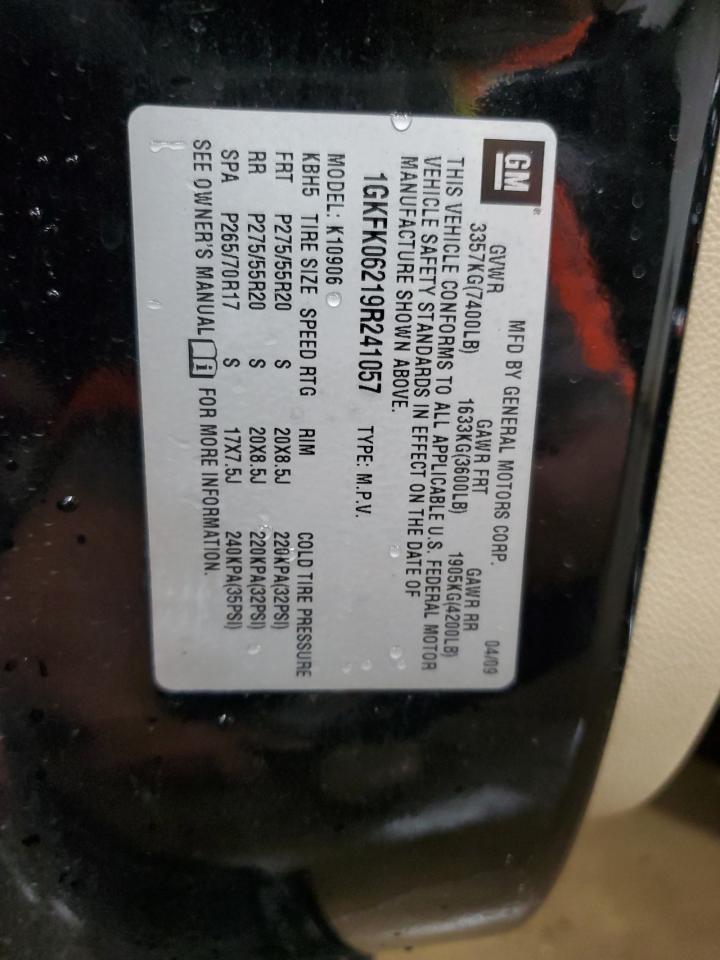 GM®
MFD BY GENERAL MOTORS CORP. 04/09
GVWR GAWR FRT GAWR RR
3357KG(7400LB) 1633KG(3600LB) 1905KG(4200LB)
THIS VEHICLE CONFORMS TO ALL APPLICABLE U.S. FEDERAL MOTOR
VEHICLE SAFETY STANDARDS IN EFFECT ON THE DATE OF
MANUFACTURE SHOWN ABOVE.
1GKFK06219R241057 TYPE: M.P.V.
MODEL: K10906
KBH5 TIRE SIZE SPEED RTG RIM COLD TIRE PRESSURE
FRT P275/55R20 S 20X8.5J 220KPA(32PSI)
RR P275/55R20 S 20X8.5J 220KPA(32PSI)
SPA P265/70R17 S 17X7.5J 240KPA(35PSI)
SEE OWNER'S MANUAL i FOR MORE INFORMATION.